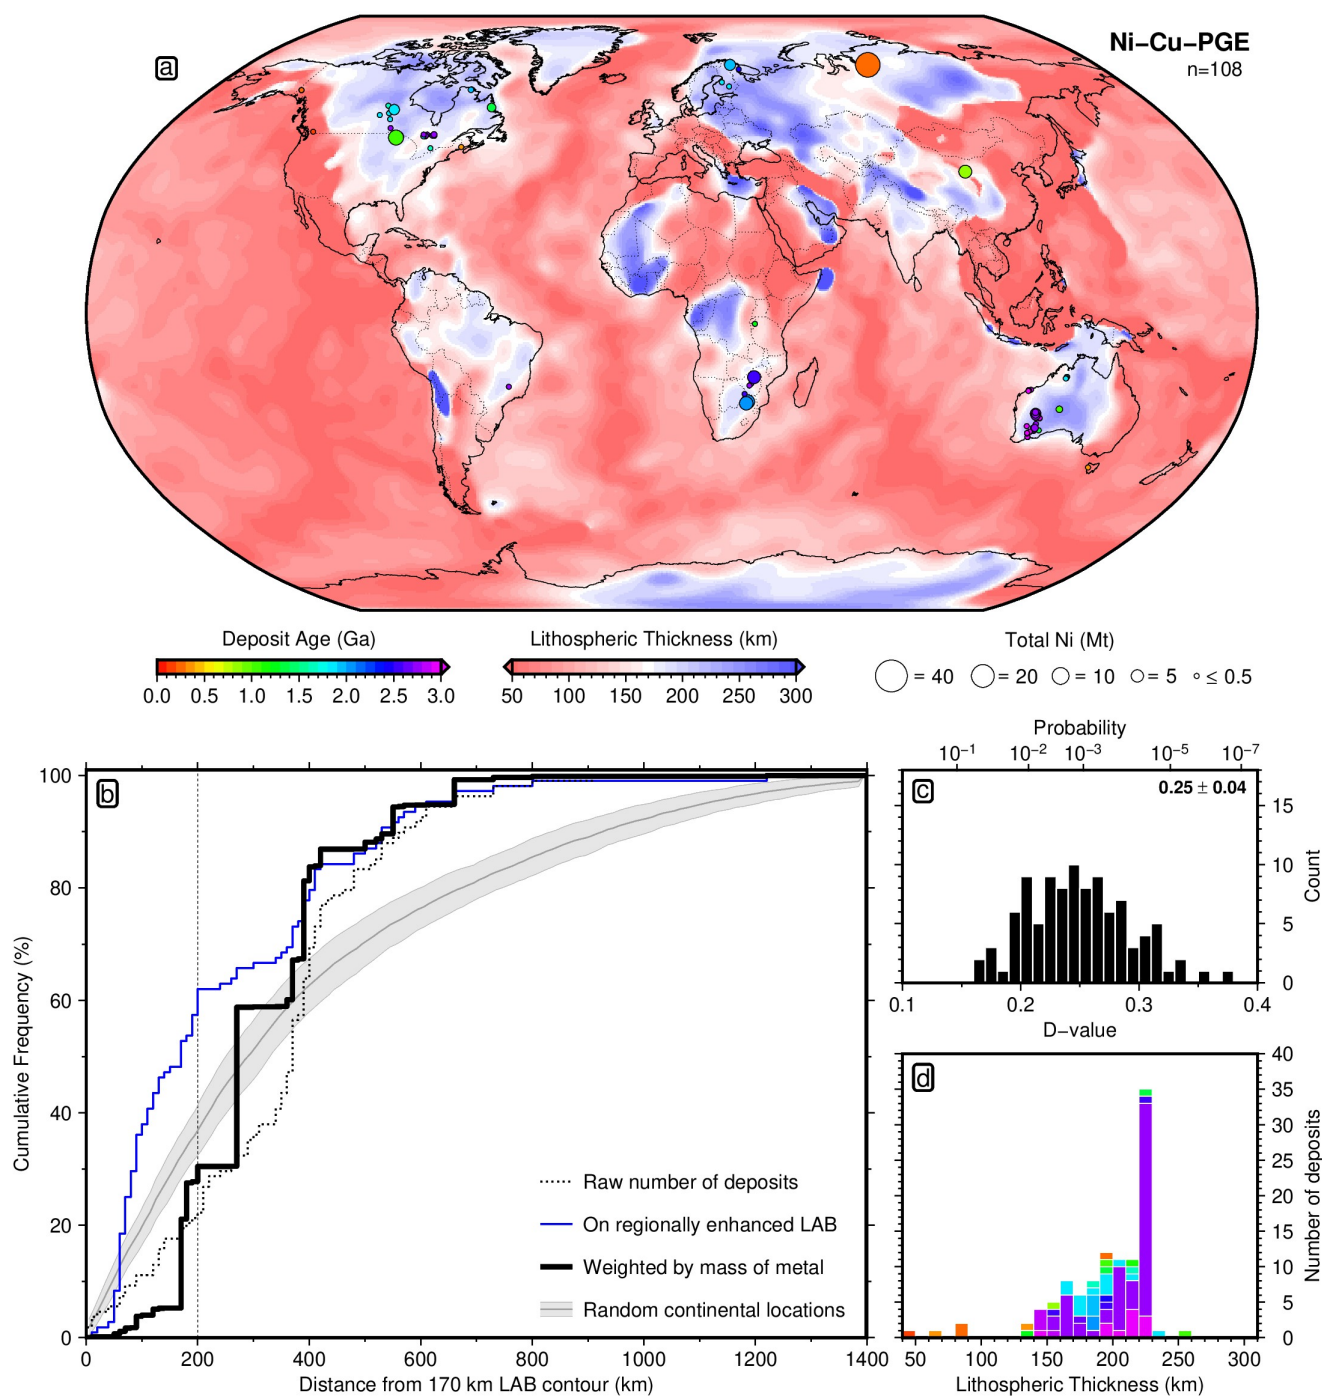 a
Ni−Cu−PGE
n=108
Deposit Age (Ga)
0.0 0.5 1.0 1.5 2.0 2.5 3.0
Lithospheric Thickness (km)
50 100 150 200 250 300
Total Ni (Mt)
= 40 = 20 = 10 = 5 ≤ 0.5
b
Cumulative Frequency (%)
100
80
60
40
20
0
0 200 400 600 800 1000 1200 1400
Distance from 170 km LAB contour (km)
Raw number of deposits
On regionally enhanced LAB
Weighted by mass of metal
Random continental locations
Probability
10−1 10−2 10−3 10−5 10−7
c
0.25 ± 0.04
15
10
5
0
Count
0.1 0.2 0.3 0.4
D−value
d
40
35
30
25
20
15
10
5
0
Number of deposits
50 100 150 200 250 300
Lithospheric Thickness (km)